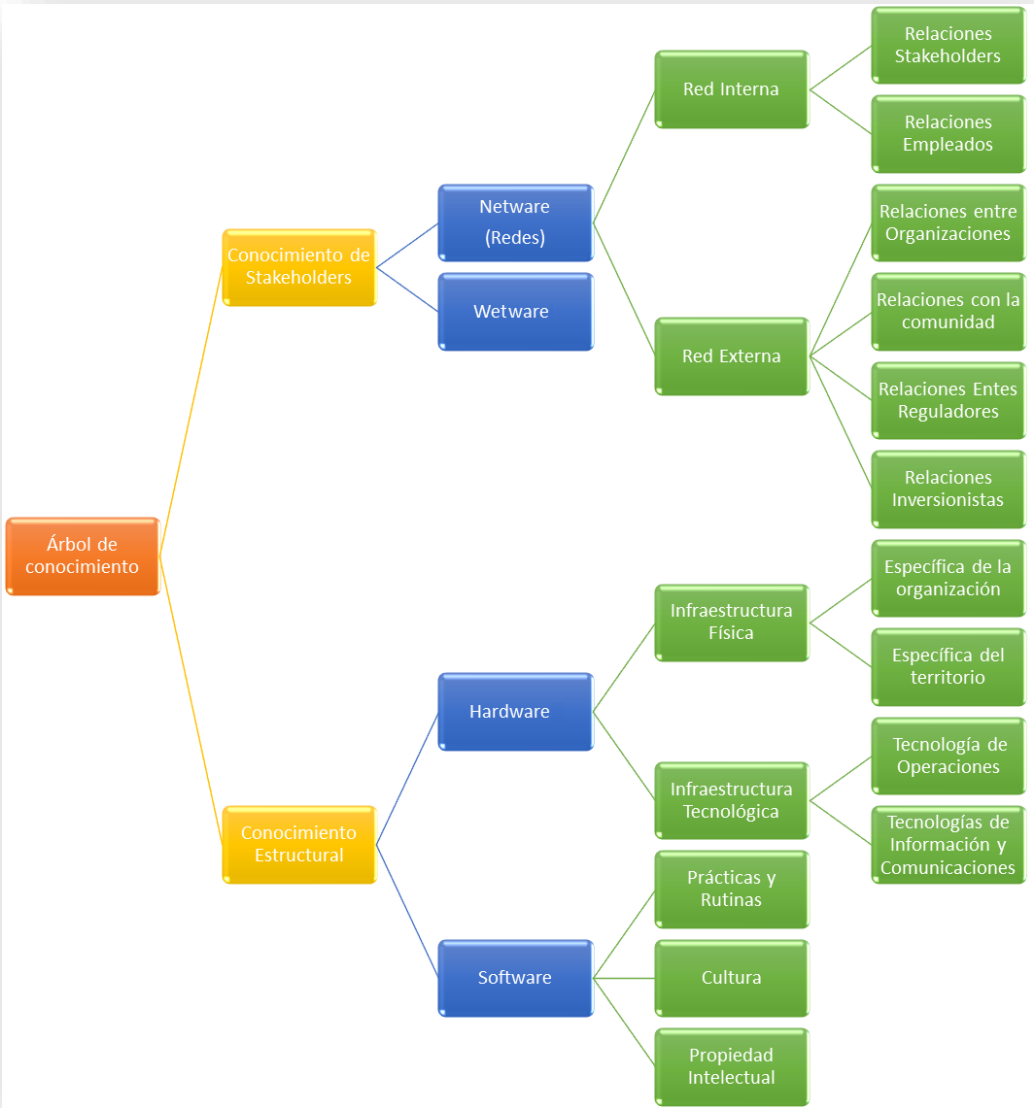 Árbol de
conocimiento
Conocimiento de
Stakeholders
Netware
(Redes)
Red Interna
Relaciones
Stakeholders
Relaciones
Empleados
Red Externa
Relaciones entre
Organizaciones
Relaciones con la
comunidad
Relaciones Entes
Reguladores
Relaciones
Inversionistas
Wetware
Conocimiento
Estructural
Hardware
Infraestructura
Física
Específica de la
organización
Específica del
territorio
Infraestructura
Tecnológica
Tecnología de
Operaciones
Tecnologías de
Información y
Comunicaciones
Software
Prácticas y
Rutinas
Cultura
Propiedad
Intelectual